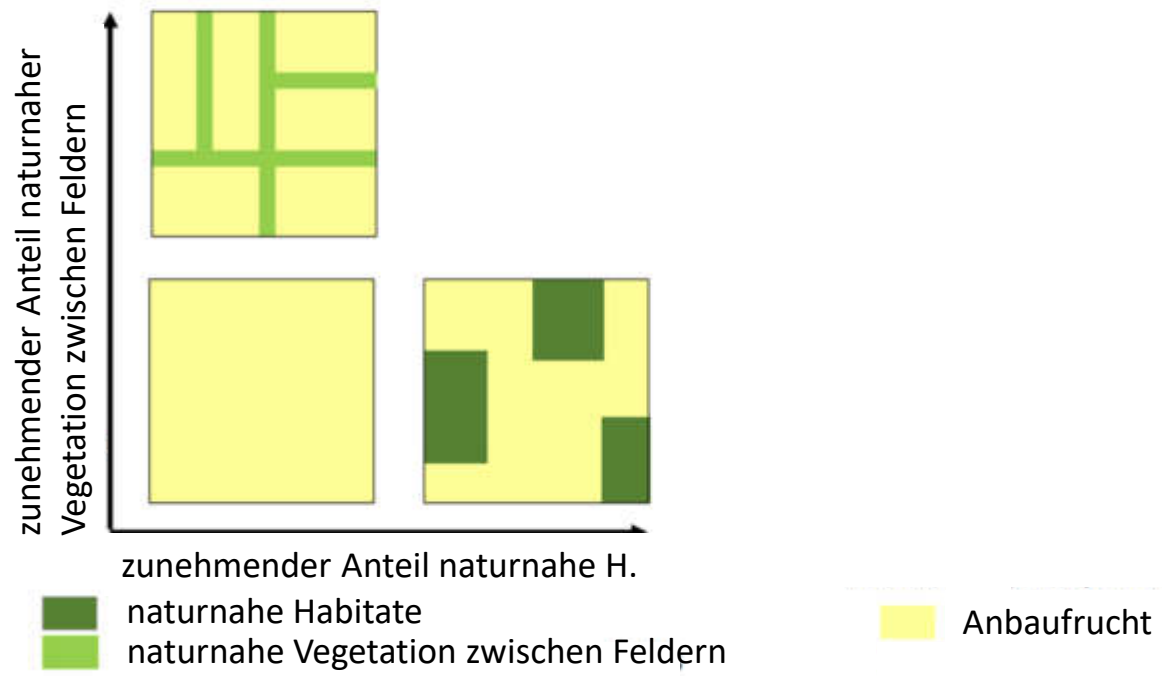 zunehmender Anteil naturnaher
Vegetation zwischen Feldern
zunehmender Anteil naturnahe H.
naturnahe Habitate
naturnahe Vegetation zwischen Feldern
Anbaufrucht